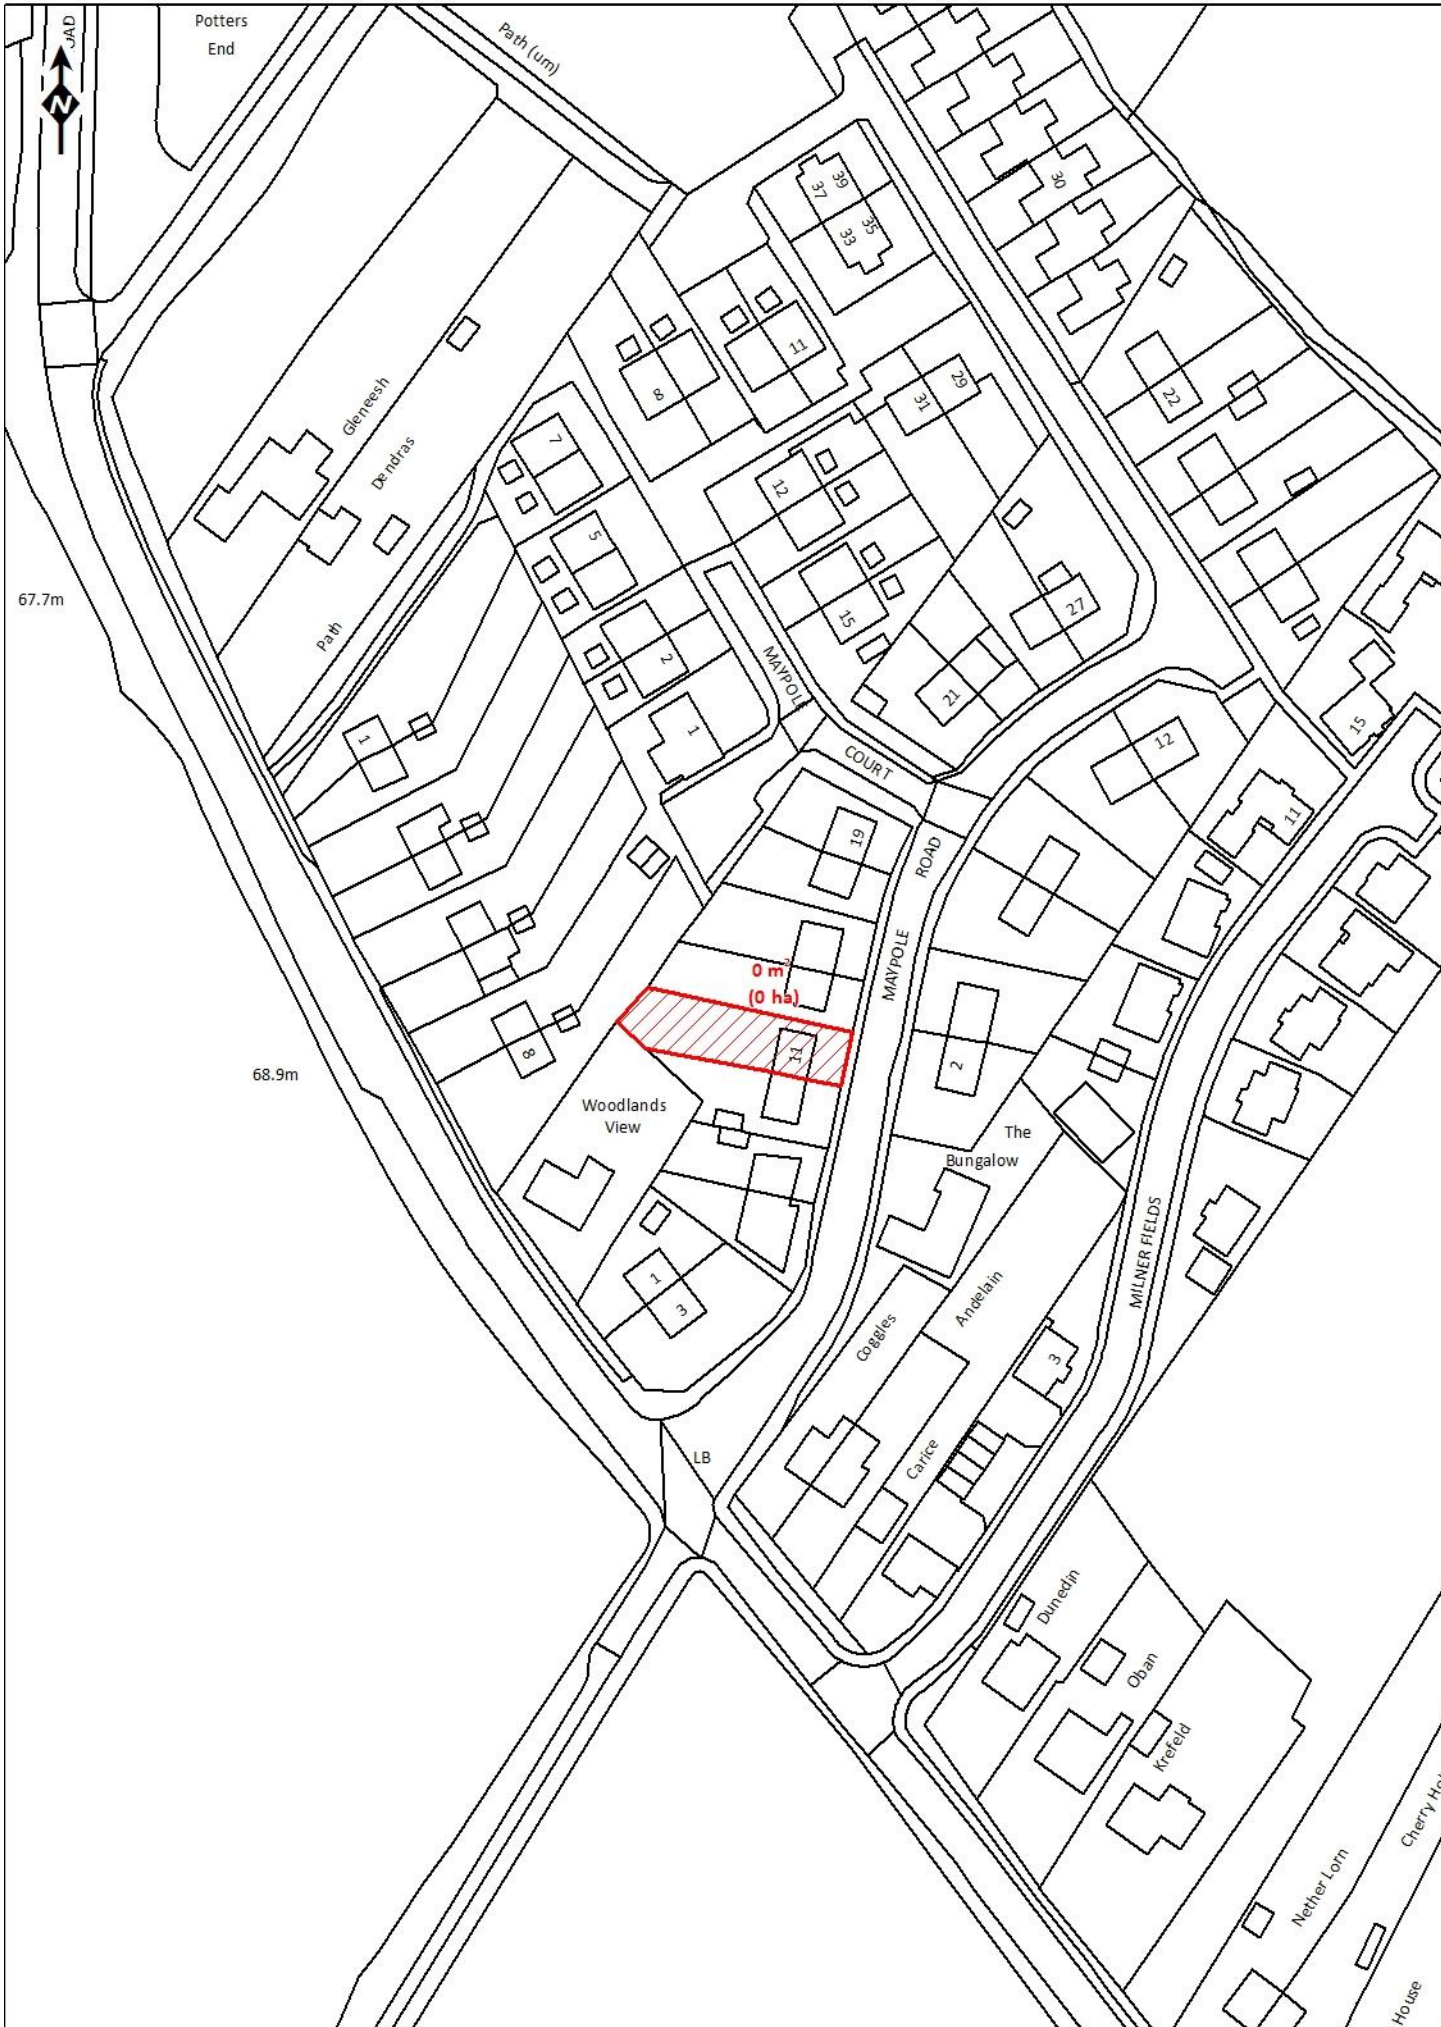 Potters
End
N
Path (um)
39
37
35
33
30
11
8
29
31
22
Gleneesh
Dendras
7
12
5
67.7m
15
27
Path
2
21
MAYPOLE
1
1
15
12
COURT
11
19
ROAD
MAYPOLE
0 m²
(0 ha)
11
8
2
68.9m
Woodlands
View
The
Bungalow
MILNER FIELDS
1
3
Andelain
Coggles
3
Carice
LB
Dunedin
Oban
Krefeld
Nether Lorn
Cherry
House